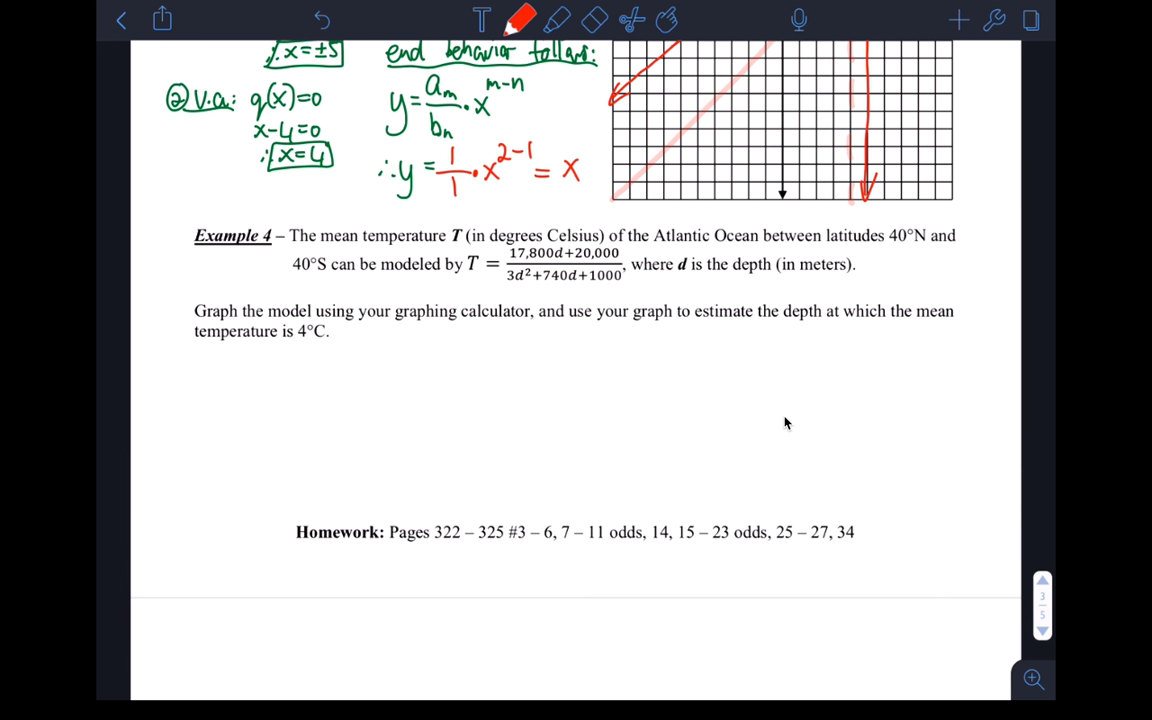 T
∴ x=±5
end behavior follows:
② V.a: q(x)=0
x-4=0
∴ x=4
y = aₘ/bₙ · x^(m-n)
∴ y = 1/1 · x^(2-1) = x
Example 4 – The mean temperature T (in degrees Celsius) of the Atlantic Ocean between latitudes 40°N and
40°S can be modeled by T = (17,800d+20,000)/(3d²+740d+1000), where d is the depth (in meters).
Graph the model using your graphing calculator, and use your graph to estimate the depth at which the mean
temperature is 4°C.
Homework: Pages 322 – 325 #3 – 6, 7 – 11 odds, 14, 15 – 23 odds, 25 – 27, 34
3
5